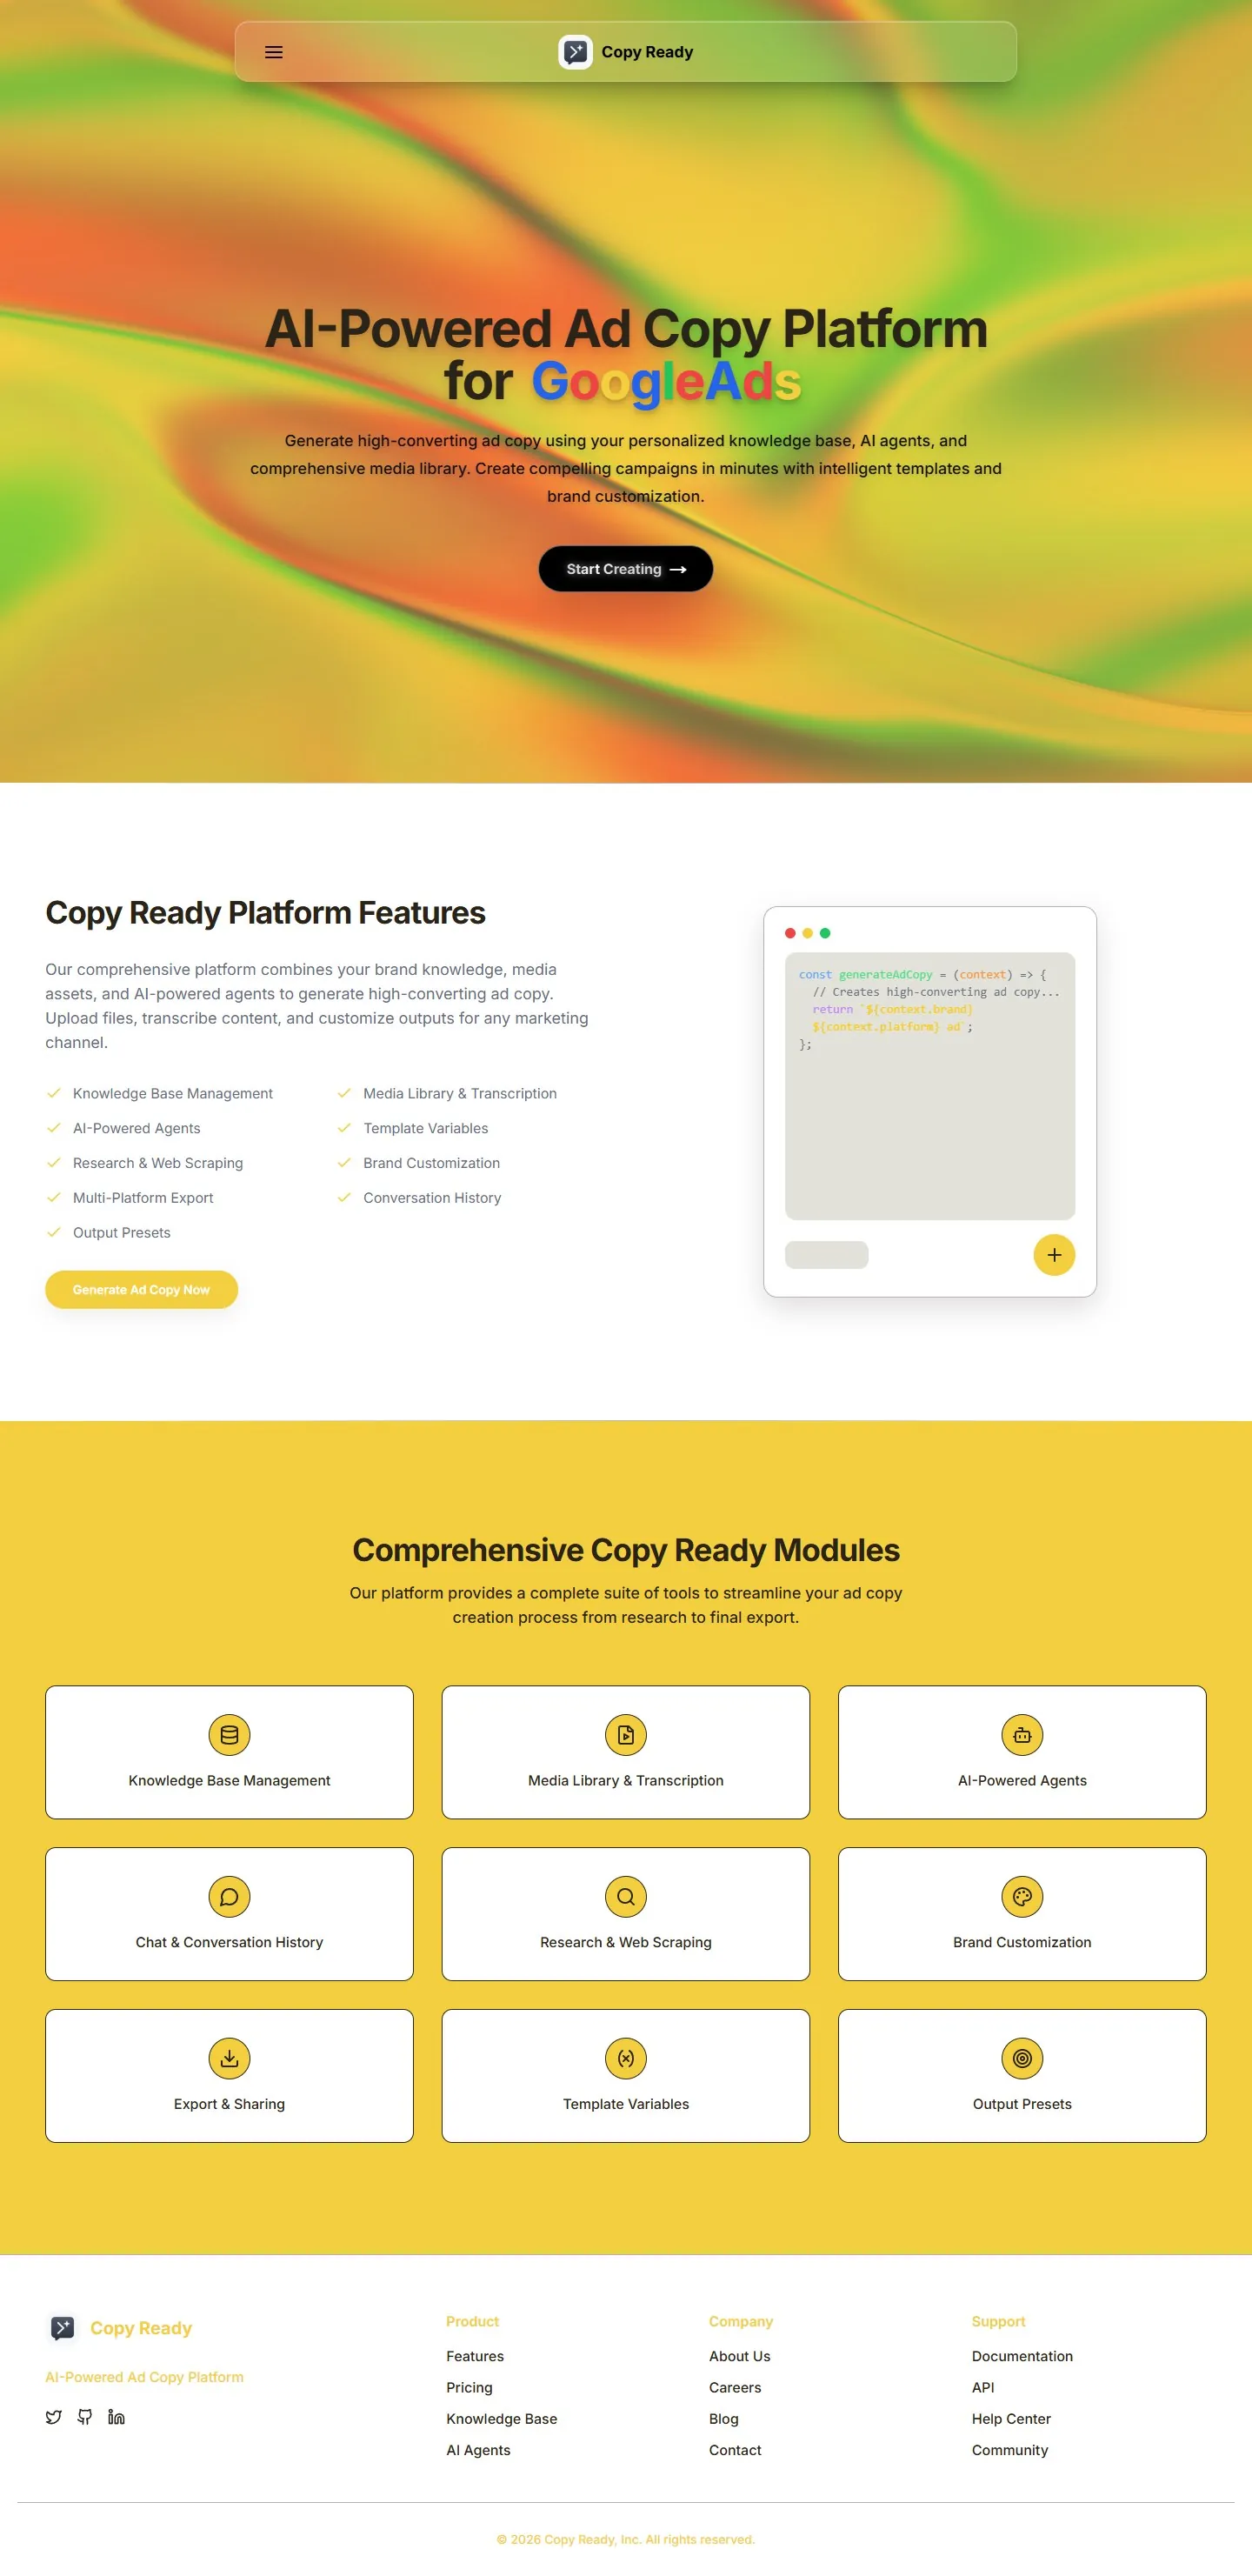 Copy Ready
AI-Powered Ad Copy Platform
for GoogleAds
Generate high-converting ad copy using your personalized knowledge base, AI agents, and
comprehensive media library. Create compelling campaigns in minutes with intelligent templates and
brand customization.
Start Creating →
Copy Ready Platform Features
Our comprehensive platform combines your brand knowledge, media
assets, and AI-powered agents to generate high-converting ad copy.
Upload files, transcribe content, and customize outputs for any marketing
channel.
Knowledge Base Management
Media Library & Transcription
AI-Powered Agents
Template Variables
Research & Web Scraping
Brand Customization
Multi-Platform Export
Conversation History
Output Presets
Generate Ad Copy Now
const generateAdCopy = (context) => {
// Creates high-converting ad copy...
return `${context.brand}
${context.platform} ad`;
};
Comprehensive Copy Ready Modules
Our platform provides a complete suite of tools to streamline your ad copy
creation process from research to final export.
Knowledge Base Management
Media Library & Transcription
AI-Powered Agents
Chat & Conversation History
Research & Web Scraping
Brand Customization
Export & Sharing
Template Variables
Output Presets
Copy Ready
AI-Powered Ad Copy Platform
Product
Features
Pricing
Knowledge Base
AI Agents
Company
About Us
Careers
Blog
Contact
Support
Documentation
API
Help Center
Community
© 2026 Copy Ready, Inc. All rights reserved.